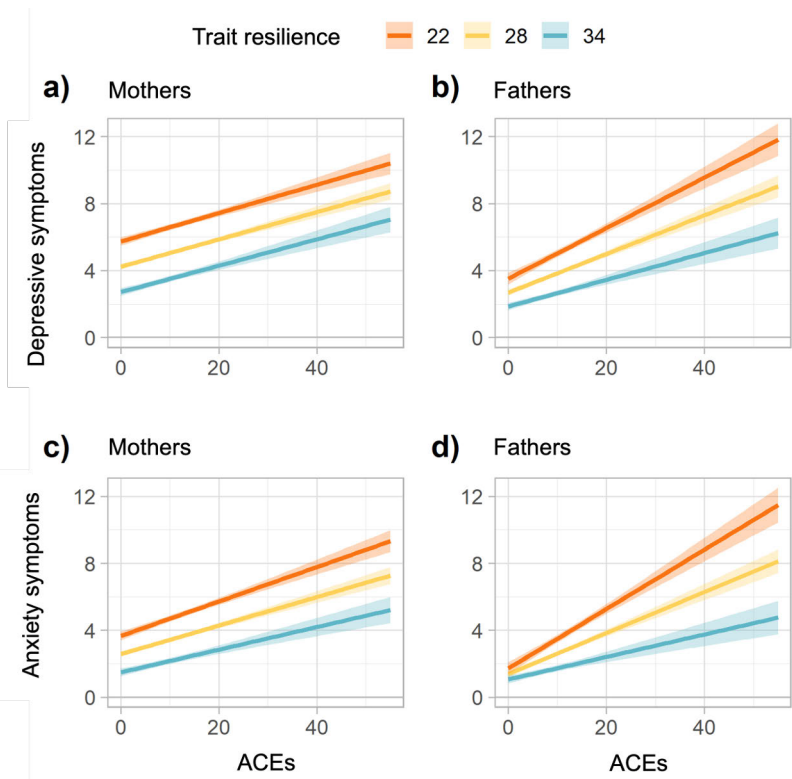 Trait resilience 22 28 34
a) Mothers b) Fathers
Depressive symptoms
12 12
8 8
4 4
0 0
0 20 40 0 20 40
c) Mothers d) Fathers
Anxiety symptoms
12 12
8 8
4 4
0 0
0 20 40 0 20 40
ACEs ACEs